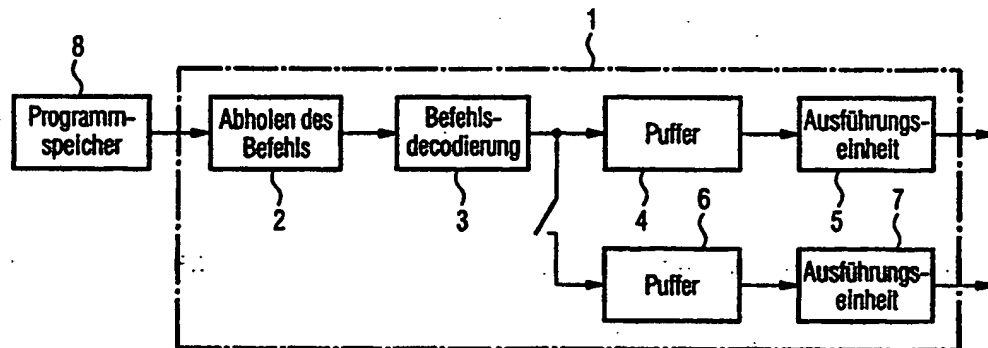 1
8
Programm-
speicher
Abholen des
Befehls
Befehls-
decodierung
Puffer
Ausführungs-
einheit
2
3
4
6
5
7
Puffer
Ausführungs-
einheit